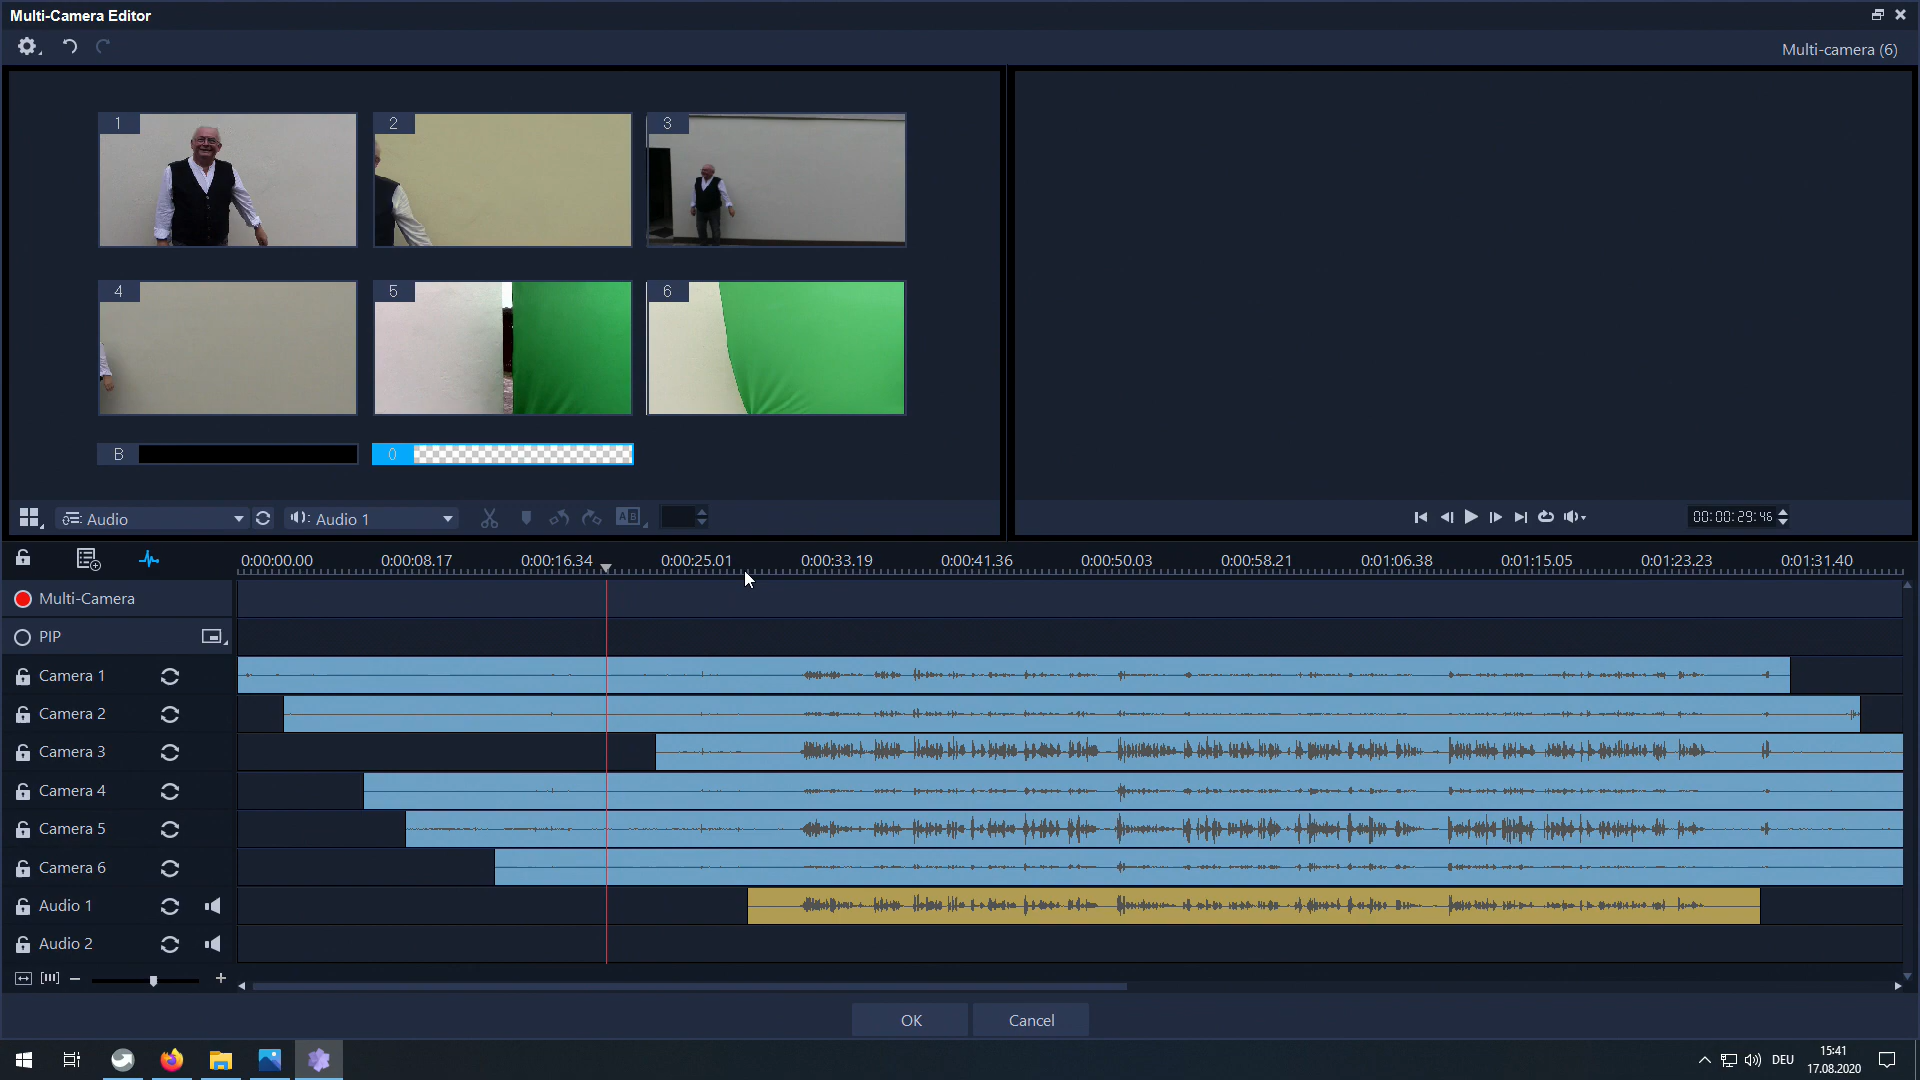 Multi-Camera Editor
Multi-camera (6)
1
2
3
4
5
6
B
0
Audio
Audio 1
AB
00:00:29:46
0:00:00.00 0:00:08.17 0:00:16.34 0:00:25.01 0:00:33.19 0:00:41.36 0:00:50.03 0:00:58.21 0:01:06.38 0:01:15.05 0:01:23.23 0:01:31.40
Multi-Camera
PIP
Camera 1
Camera 2
Camera 3
Camera 4
Camera 5
Camera 6
Audio 1
Audio 2
OK
Cancel
DEU
15:41
17.08.2020